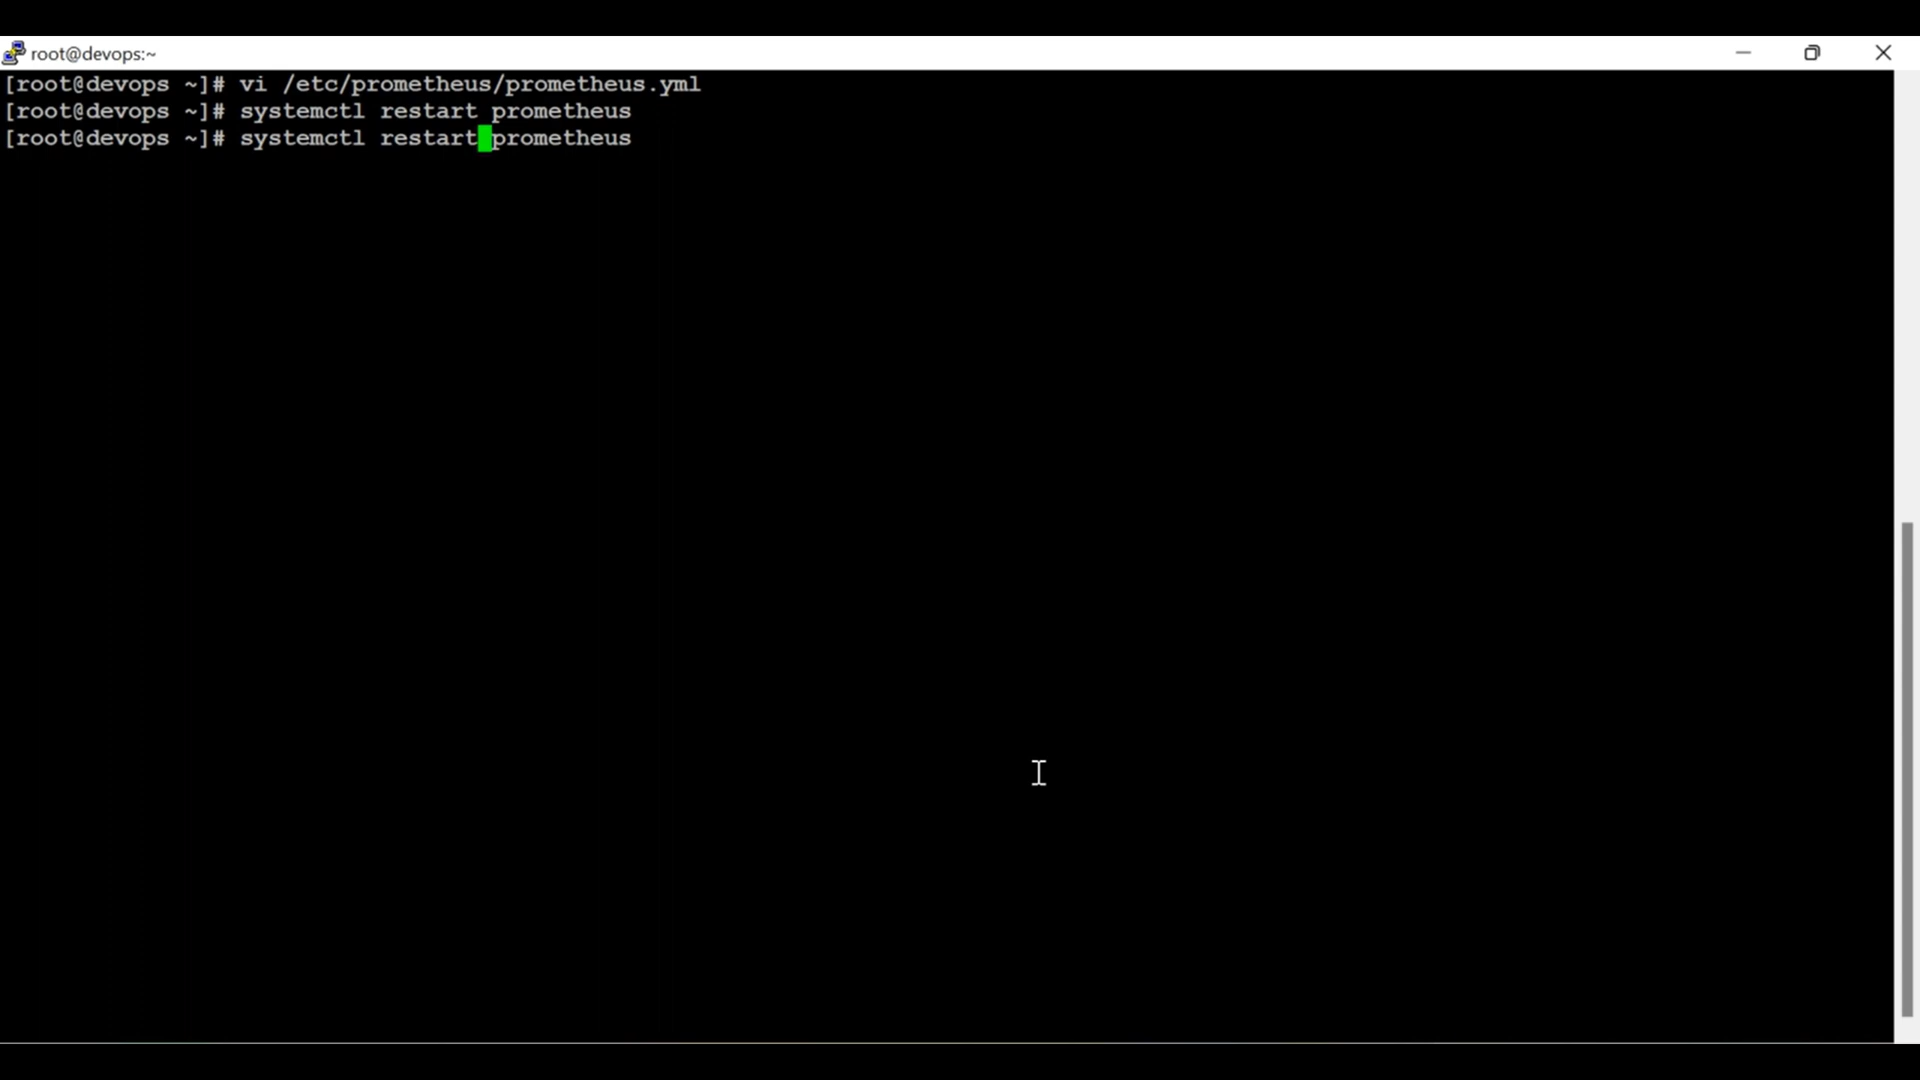 root@devops:~
[root@devops ~]# vi /etc/prometheus/prometheus.yml
[root@devops ~]# systemctl restart prometheus
[root@devops ~]# systemctl restart prometheus